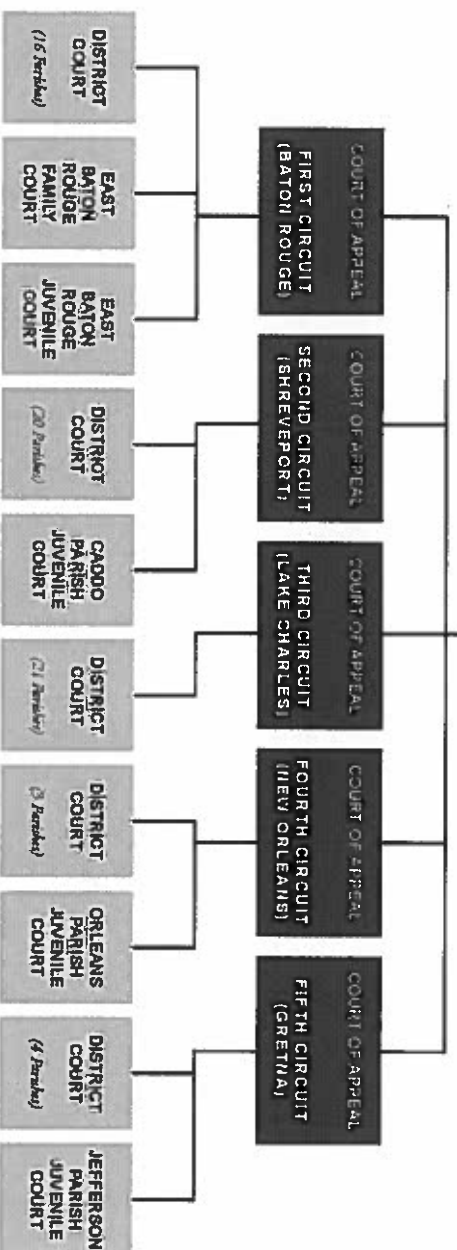 COURT OF APPEAL
FIRST CIRCUIT
(BATON ROUGE)
COURT OF APPEAL
SECOND CIRCUIT
(SHREVEPORT)
COURT OF APPEAL
THIRD CIRCUIT
(LAKE CHARLES)
COURT OF APPEAL
FOURTH CIRCUIT
(NEW ORLEANS)
COURT OF APPEAL
FIFTH CIRCUIT
(GRETNA)
DISTRICT
COURT
(16 Parishes)
EAST
BATON
ROUGE
FAMILY
COURT
EAST
BATON
ROUGE
JUVENILE
COURT
DISTRICT
COURT
(20 Parishes)
CADDO
PARISH
JUVENILE
COURT
DISTRICT
COURT
(21 Parishes)
DISTRICT
COURT
(3 Parishes)
ORLEANS
PARISH
JUVENILE
COURT
DISTRICT
COURT
(4 Parishes)
JEFFERSON
PARISH
JUVENILE
COURT